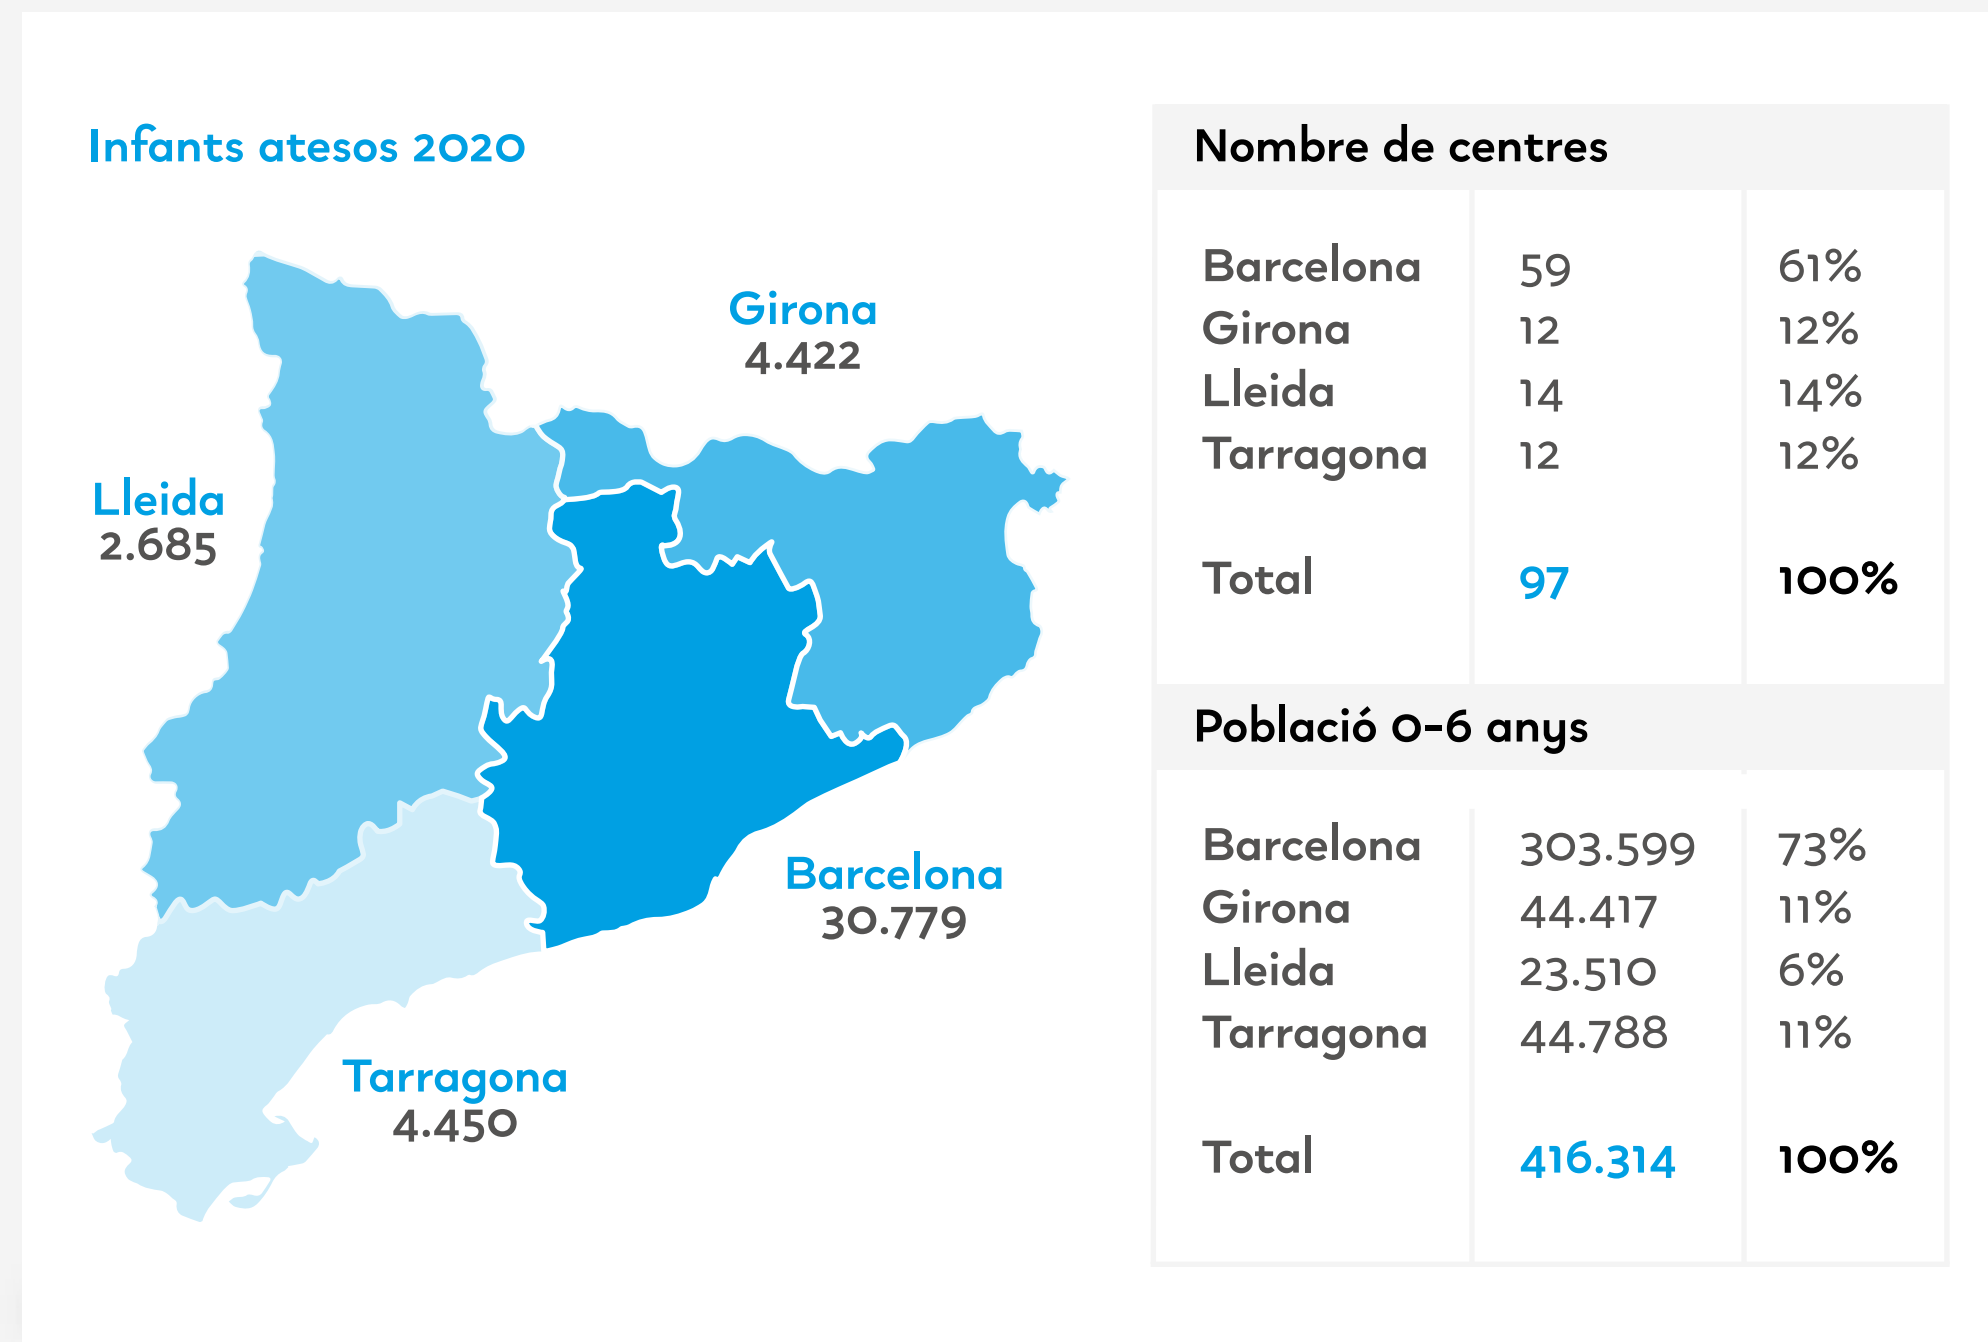 Infants atesos 2020
Girona
4.422
Lleida
2.685
Barcelona
30.779
Tarragona
4.450
Nombre de centres
Barcelona 59 61%
Girona 12 12%
Lleida 14 14%
Tarragona 12 12%
Total 97 100%
Població 0-6 anys
Barcelona 303.599 73%
Girona 44.417 11%
Lleida 23.510 6%
Tarragona 44.788 11%
Total 416.314 100%